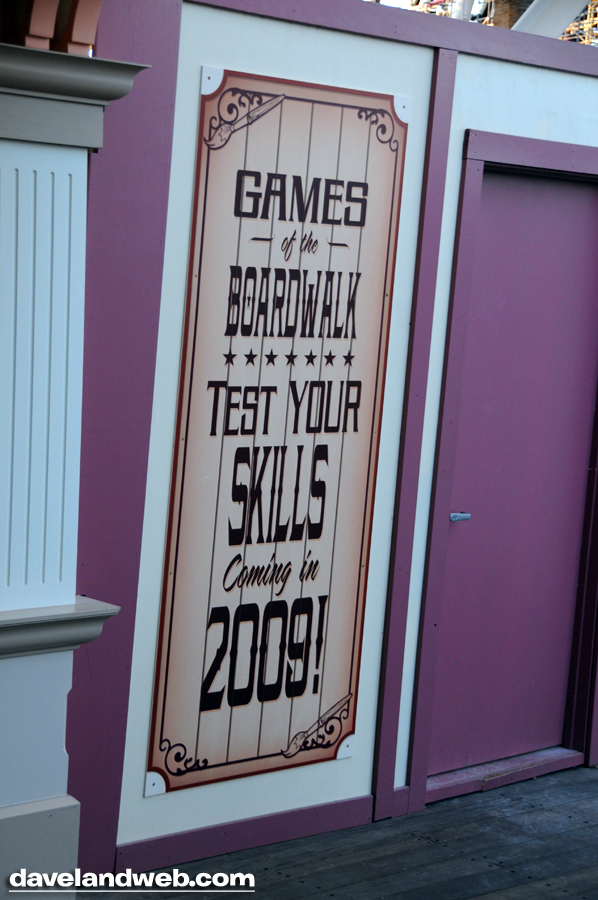 GAMES
of the
BOARDWALK
TEST YOUR
SKILLS
Coming in
2009!
davelandweb.com